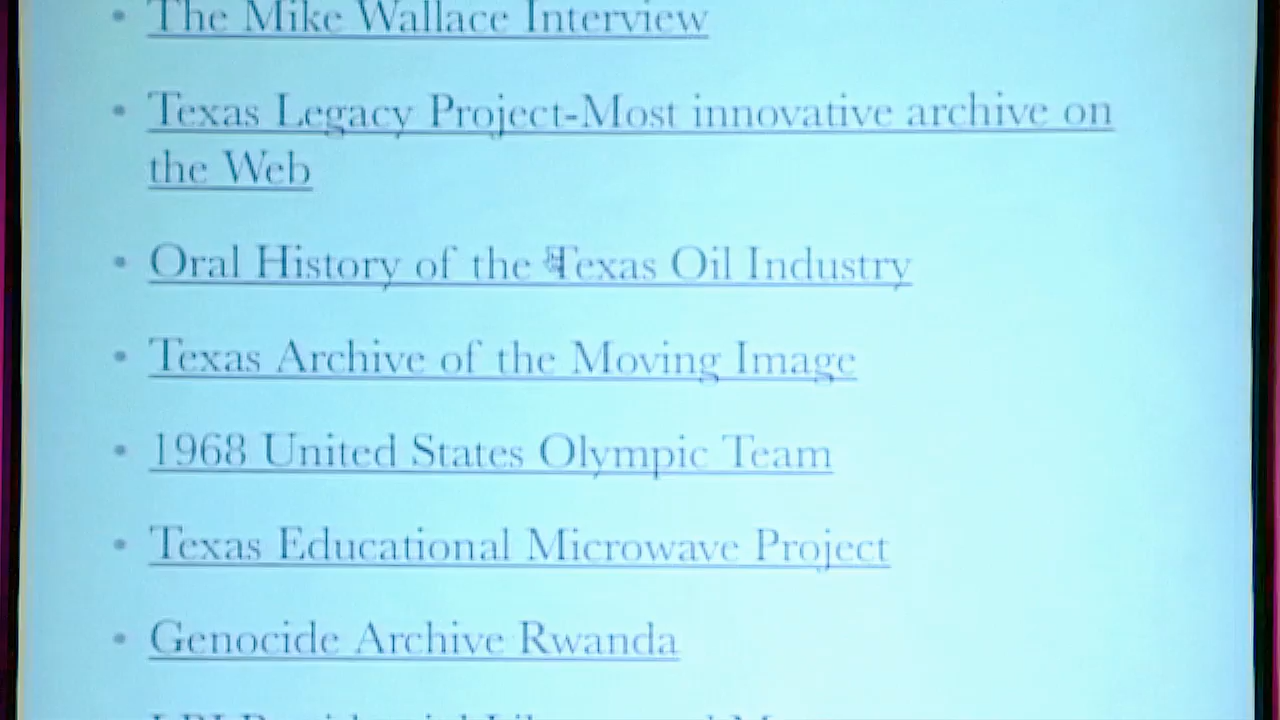 • The Mike Wallace Interview
• Texas Legacy Project-Most innovative archive on
the Web
• Oral History of the Texas Oil Industry
• Texas Archive of the Moving Image
• 1968 United States Olympic Team
• Texas Educational Microwave Project
• Genocide Archive Rwanda